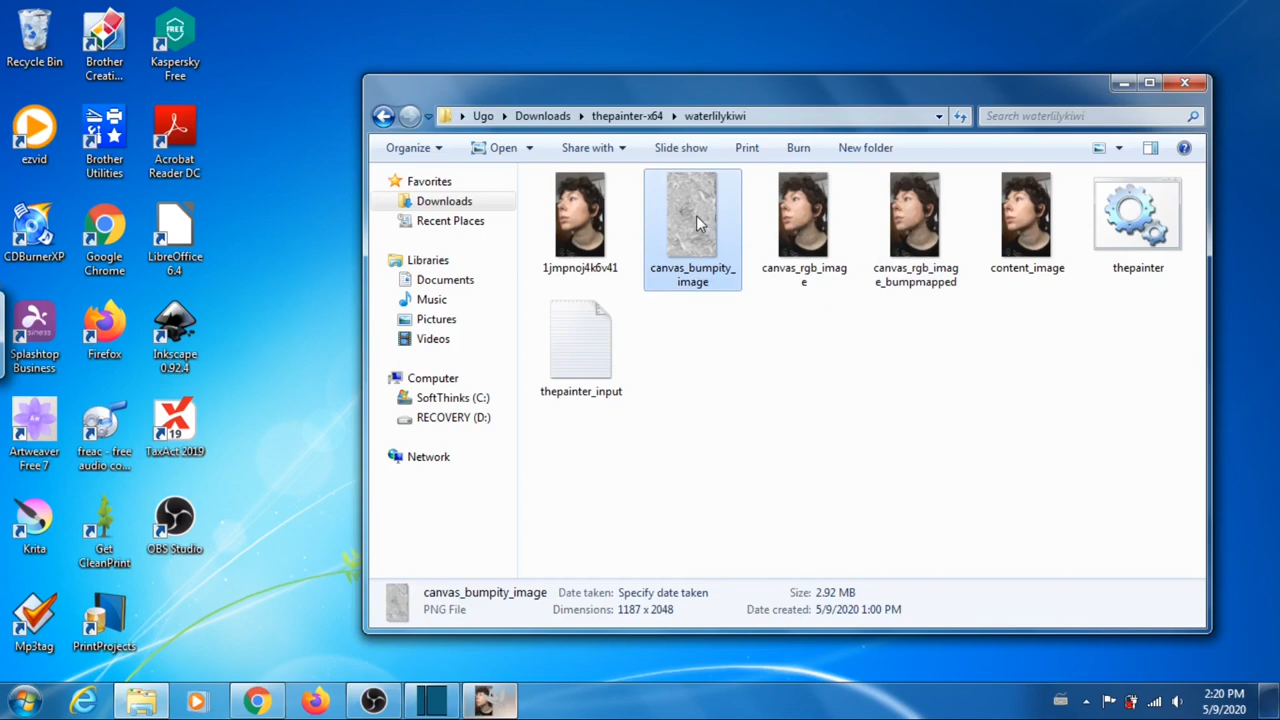 Recycle Bin
Brother
Creati...
Kaspersky
Free
ezvid
Brother
Utilities
Acrobat
Reader DC
CDBurnerXP
Google
Chrome
LibreOffice
6.4
Splashtop
Business
Firefox
Inkscape
0.92.4
Artweaver
Free 7
freac - free
audio co...
TaxAct 2019
Krita
Get
CleanPrint
OBS Studio
Mp3tag
PrintProjects
Ugo
Downloads
thepainter-x64
waterlilykiwi
Search waterlilykiwi
Organize
Open
Share with
Slide show
Print
Burn
New folder
Favorites
Downloads
Recent Places
Libraries
Documents
Music
Pictures
Videos
Computer
SoftThinks (C:)
RECOVERY (D:)
Network
1jmpnoj4k6v41
canvas_bumpity_
image
canvas_rgb_imag
e
canvas_rgb_imag
e_bumpmapped
content_image
thepainter
thepainter_input
canvas_bumpity_image
Date taken: Specify date taken
Size: 2.92 MB
PNG File
Dimensions: 1187 x 2048
Date created: 5/9/2020 1:00 PM
2:20 PM
5/9/2020